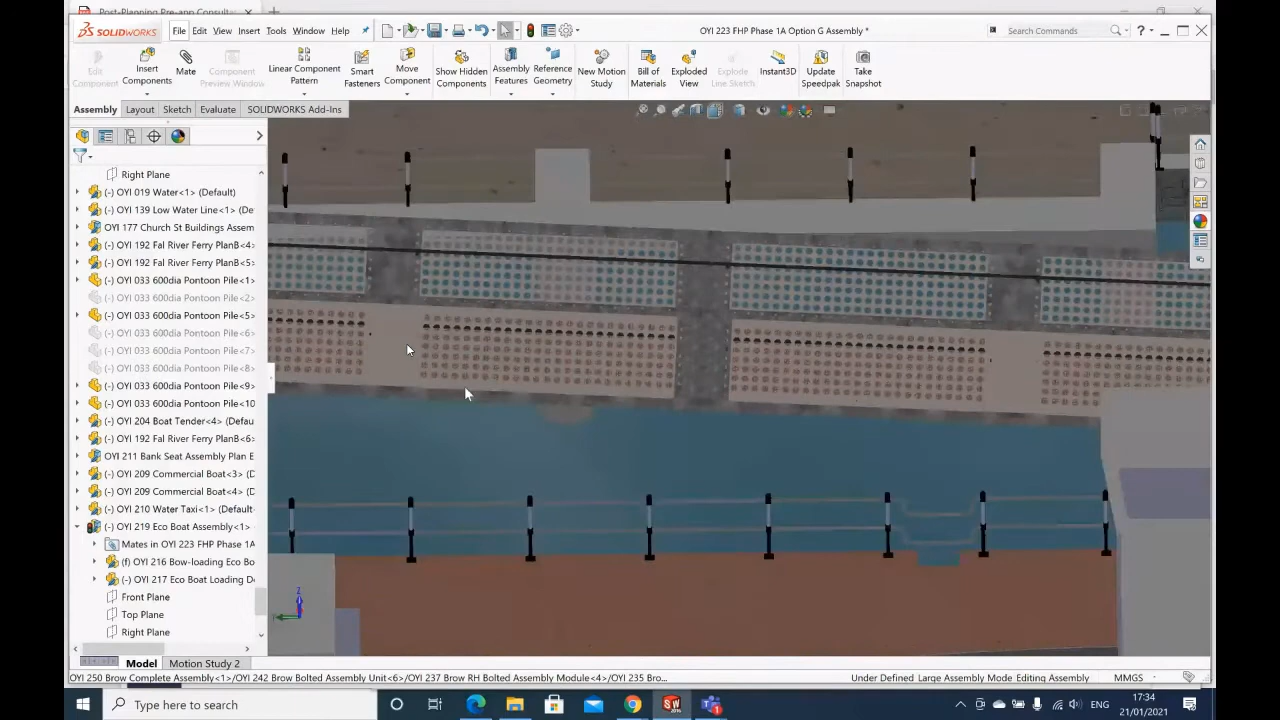 Post-Planning Pre-app Consulta
SOLIDWORKS File Edit View Insert Tools Window Help
OYI 223 FHP Phase 1A Option G Assembly *
Search Commands
Edit Component
Insert Components
Mate
Component Preview Window
Linear Component Pattern
Smart Fasteners
Move Component
Show Hidden Components
Assembly Features
Reference Geometry
New Motion Study
Bill of Materials
Exploded View
Explode Line Sketch
Instant3D
Update Speedpak
Take Snapshot
Assembly Layout Sketch Evaluate SOLIDWORKS Add-Ins
Right Plane
(-) OYI 019 Water<1> (Default)
(-) OYI 139 Low Water Line<1> (De
OYI 177 Church St Buildings Assem
(-) OYI 192 Fal River Ferry PlanB<4>
(-) OYI 192 Fal River Ferry PlanB<5>
(-) OYI 033 600dia Pontoon Pile<1>
(-) OYI 033 600dia Pontoon Pile<2>
(-) OYI 033 600dia Pontoon Pile<5>
(-) OYI 033 600dia Pontoon Pile<6>
(-) OYI 033 600dia Pontoon Pile<7>
(-) OYI 033 600dia Pontoon Pile<8>
(-) OYI 033 600dia Pontoon Pile<9>
(-) OYI 033 600dia Pontoon Pile<10
(-) OYI 204 Boat Tender<4> (Defau
(-) OYI 192 Fal River Ferry PlanB<6>
OYI 211 Bank Seat Assembly Plan E
(-) OYI 209 Commercial Boat<3> (D
(-) OYI 209 Commercial Boat<4> (D
(-) OYI 210 Water Taxi<1> (Default
(-) OYI 219 Eco Boat Assembly<1>
Mates in OYI 223 FHP Phase 1A
(f) OYI 216 Bow-loading Eco Bo
(-) OYI 217 Eco Boat Loading D
Front Plane
Top Plane
Right Plane
Z
Model Motion Study 2
OYI 250 Brow Complete Assembly<1>/OYI 242 Brow Bolted Assembly Unit<6>/OYI 237 Brow RH Bolted Assembly Module<4>/OYI 235 Bro...
Under Defined Large Assembly Mode Editing Assembly MMGS
Type here to search
ENG
17:34
21/01/2021